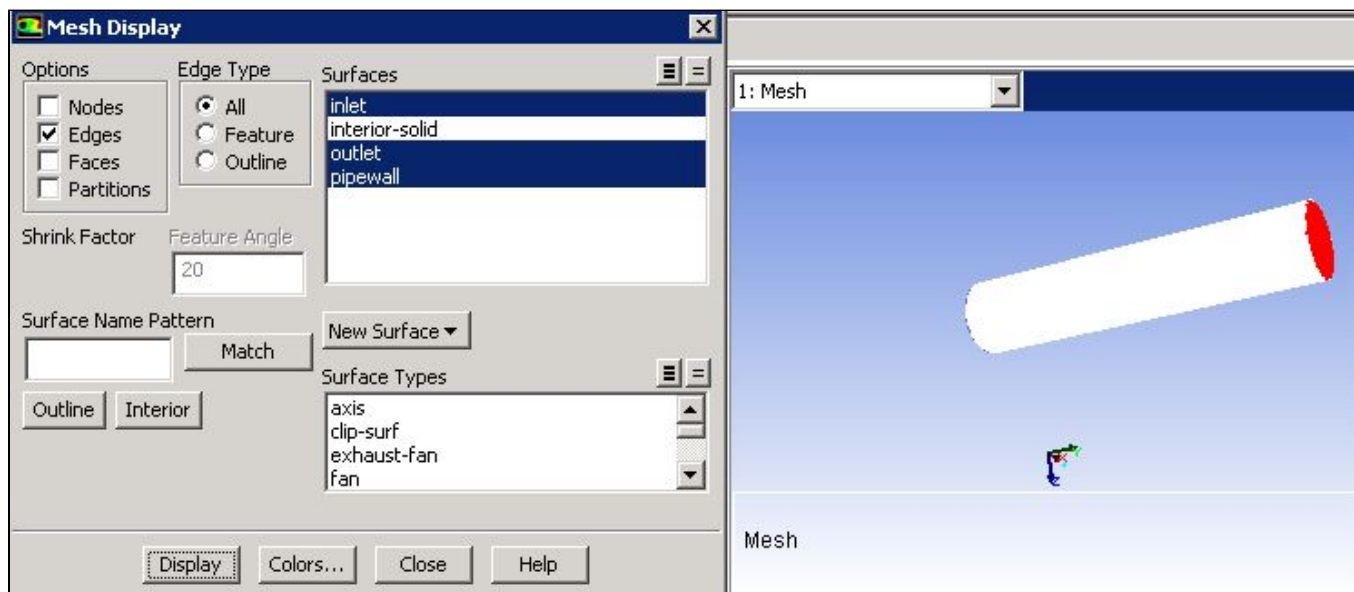 Mesh Display
Options
Edge Type
Surfaces
Nodes
Edges
Faces
Partitions
All
Feature
Outline
inlet
interior-solid
outlet
pipewall
Shrink Factor
Feature Angle
20
Surface Name Pattern
Match
New Surface
Outline
Interior
Surface Types
axis
clip-surf
exhaust-fan
fan
Display
Colors...
Close
Help
1: Mesh
X
Y
Z
Mesh